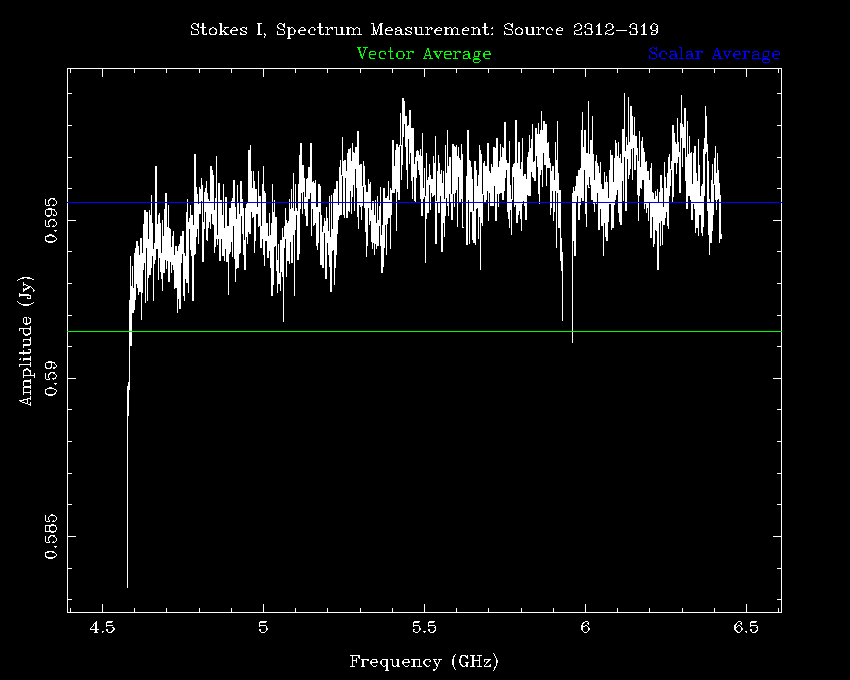 Stokes I, Spectrum Measurement: Source 2312−319
Vector Average
Scalar Average
Amplitude (Jy)
0.595
0.59
0.585
4.5 5 5.5 6 6.5
Frequency (GHz)